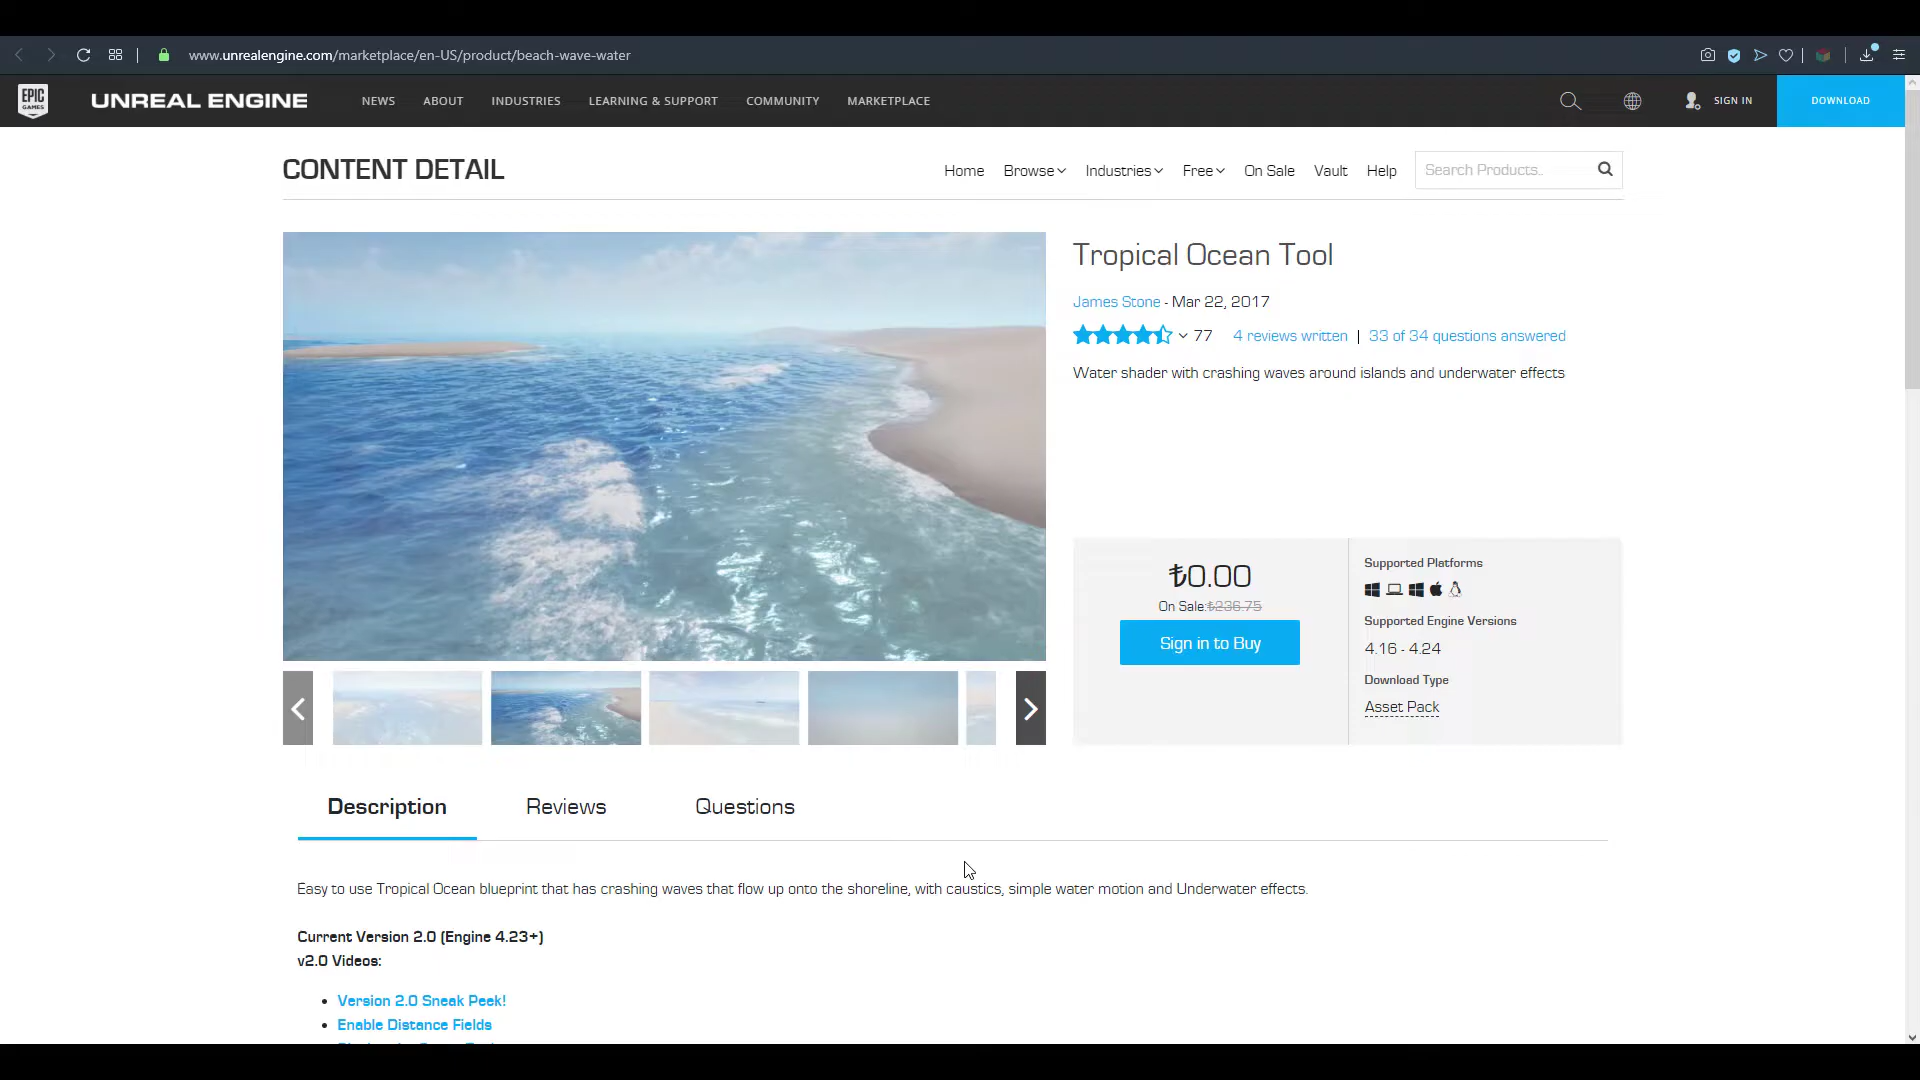 www.unrealengine.com/marketplace/en-US/product/beach-wave-water
EPIC GAMES
UNREAL ENGINE
NEWS
ABOUT
INDUSTRIES
LEARNING & SUPPORT
COMMUNITY
MARKETPLACE
SIGN IN
DOWNLOAD
CONTENT DETAIL
Home
Browse
Industries
Free
On Sale
Vault
Help
Search Products..
Tropical Ocean Tool
James Stone - Mar 22, 2017
77 4 reviews written | 33 of 34 questions answered
Water shader with crashing waves around islands and underwater effects
₺0.00
On Sale:₺236.75
Sign in to Buy
Supported Platforms
Supported Engine Versions
4.16 - 4.24
Download Type
Asset Pack
Description
Reviews
Questions
Easy to use Tropical Ocean blueprint that has crashing waves that flow up onto the shoreline, with caustics, simple water motion and Underwater effects.
Current Version 2.0 (Engine 4.23+)
v2.0 Videos:
• Version 2.0 Sneak Peek!
• Enable Distance Fields